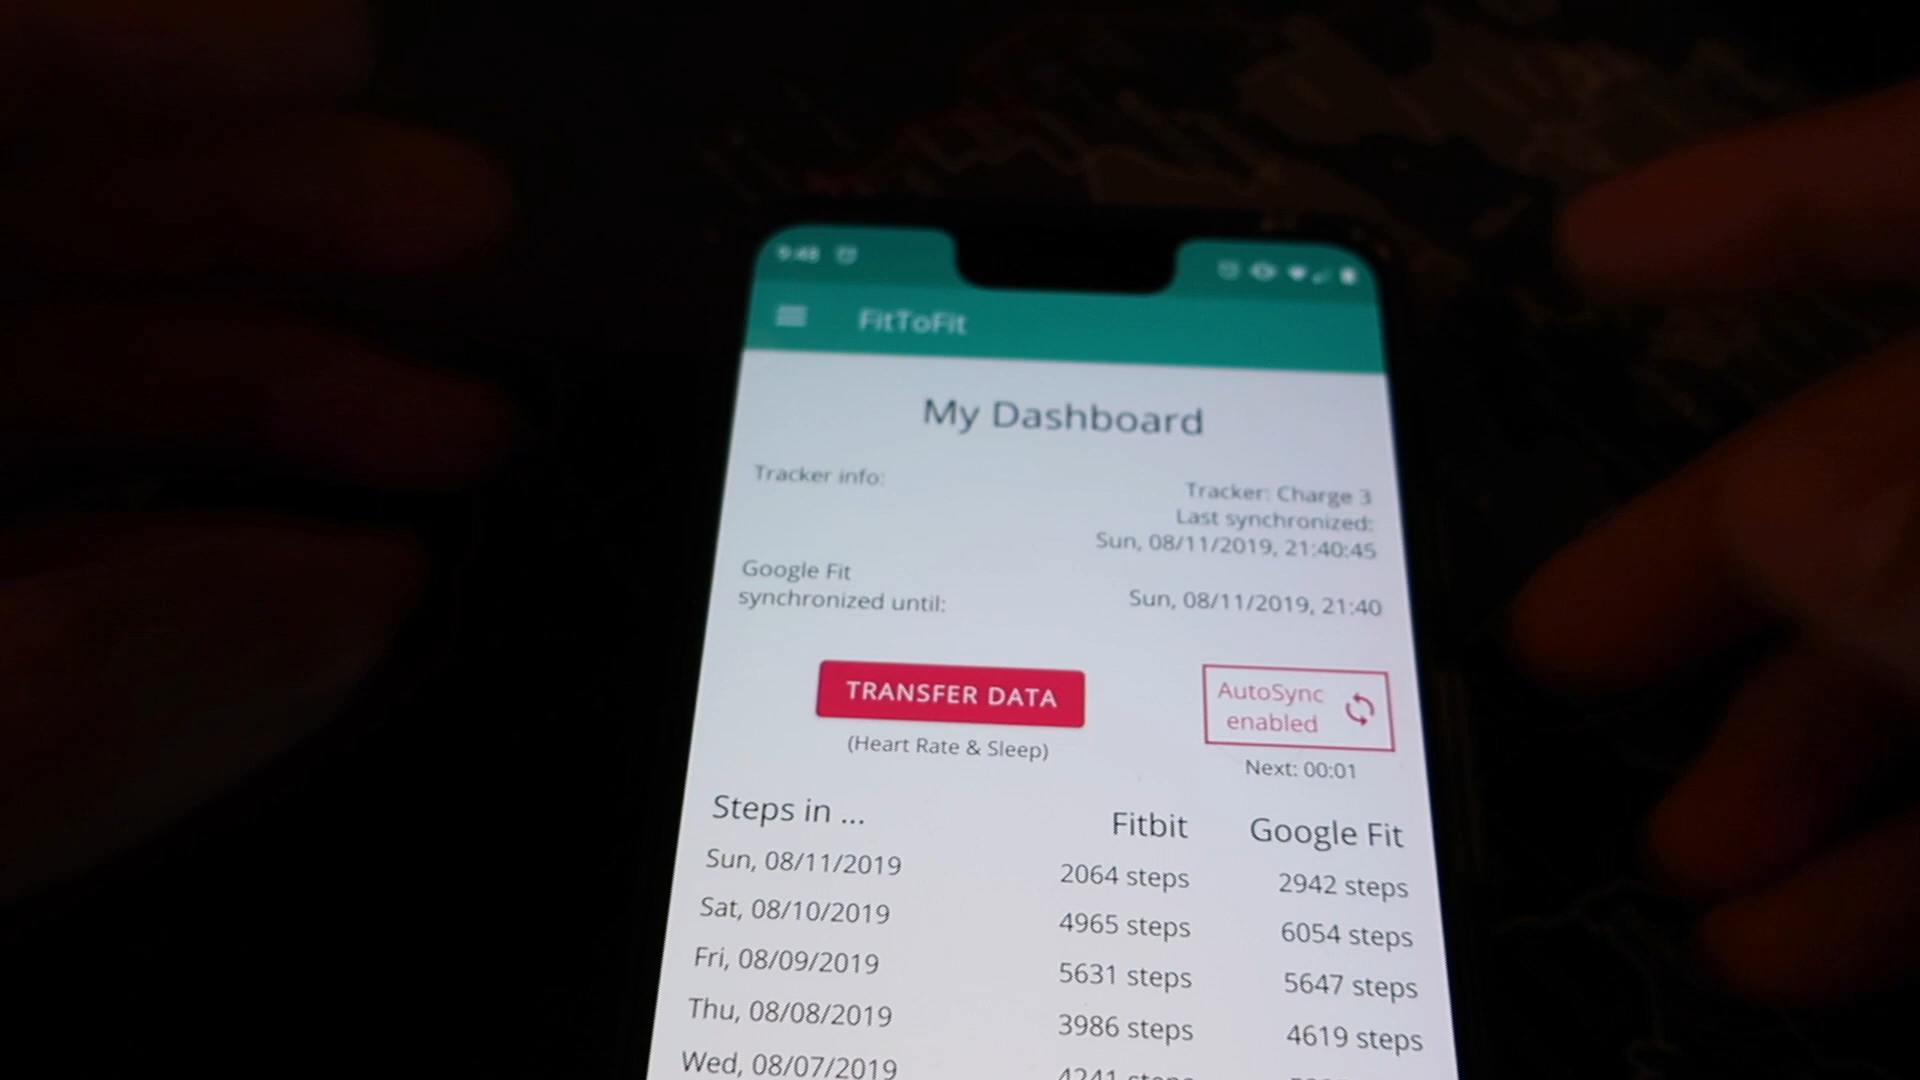 9:48
FitToFit
My Dashboard
Tracker info:
Tracker: Charge 3
Last synchronized:
Sun, 08/11/2019, 21:40:45
Google Fit
synchronized until:
Sun, 08/11/2019, 21:40
TRANSFER DATA
(Heart Rate & Sleep)
AutoSync
enabled
Next: 00:01
Steps in ... Fitbit Google Fit
Sun, 08/11/2019 2064 steps 2942 steps
Sat, 08/10/2019 4965 steps 6054 steps
Fri, 08/09/2019 5631 steps 5647 steps
Thu, 08/08/2019 3986 steps 4619 steps
Wed, 08/07/2019 4241 steps